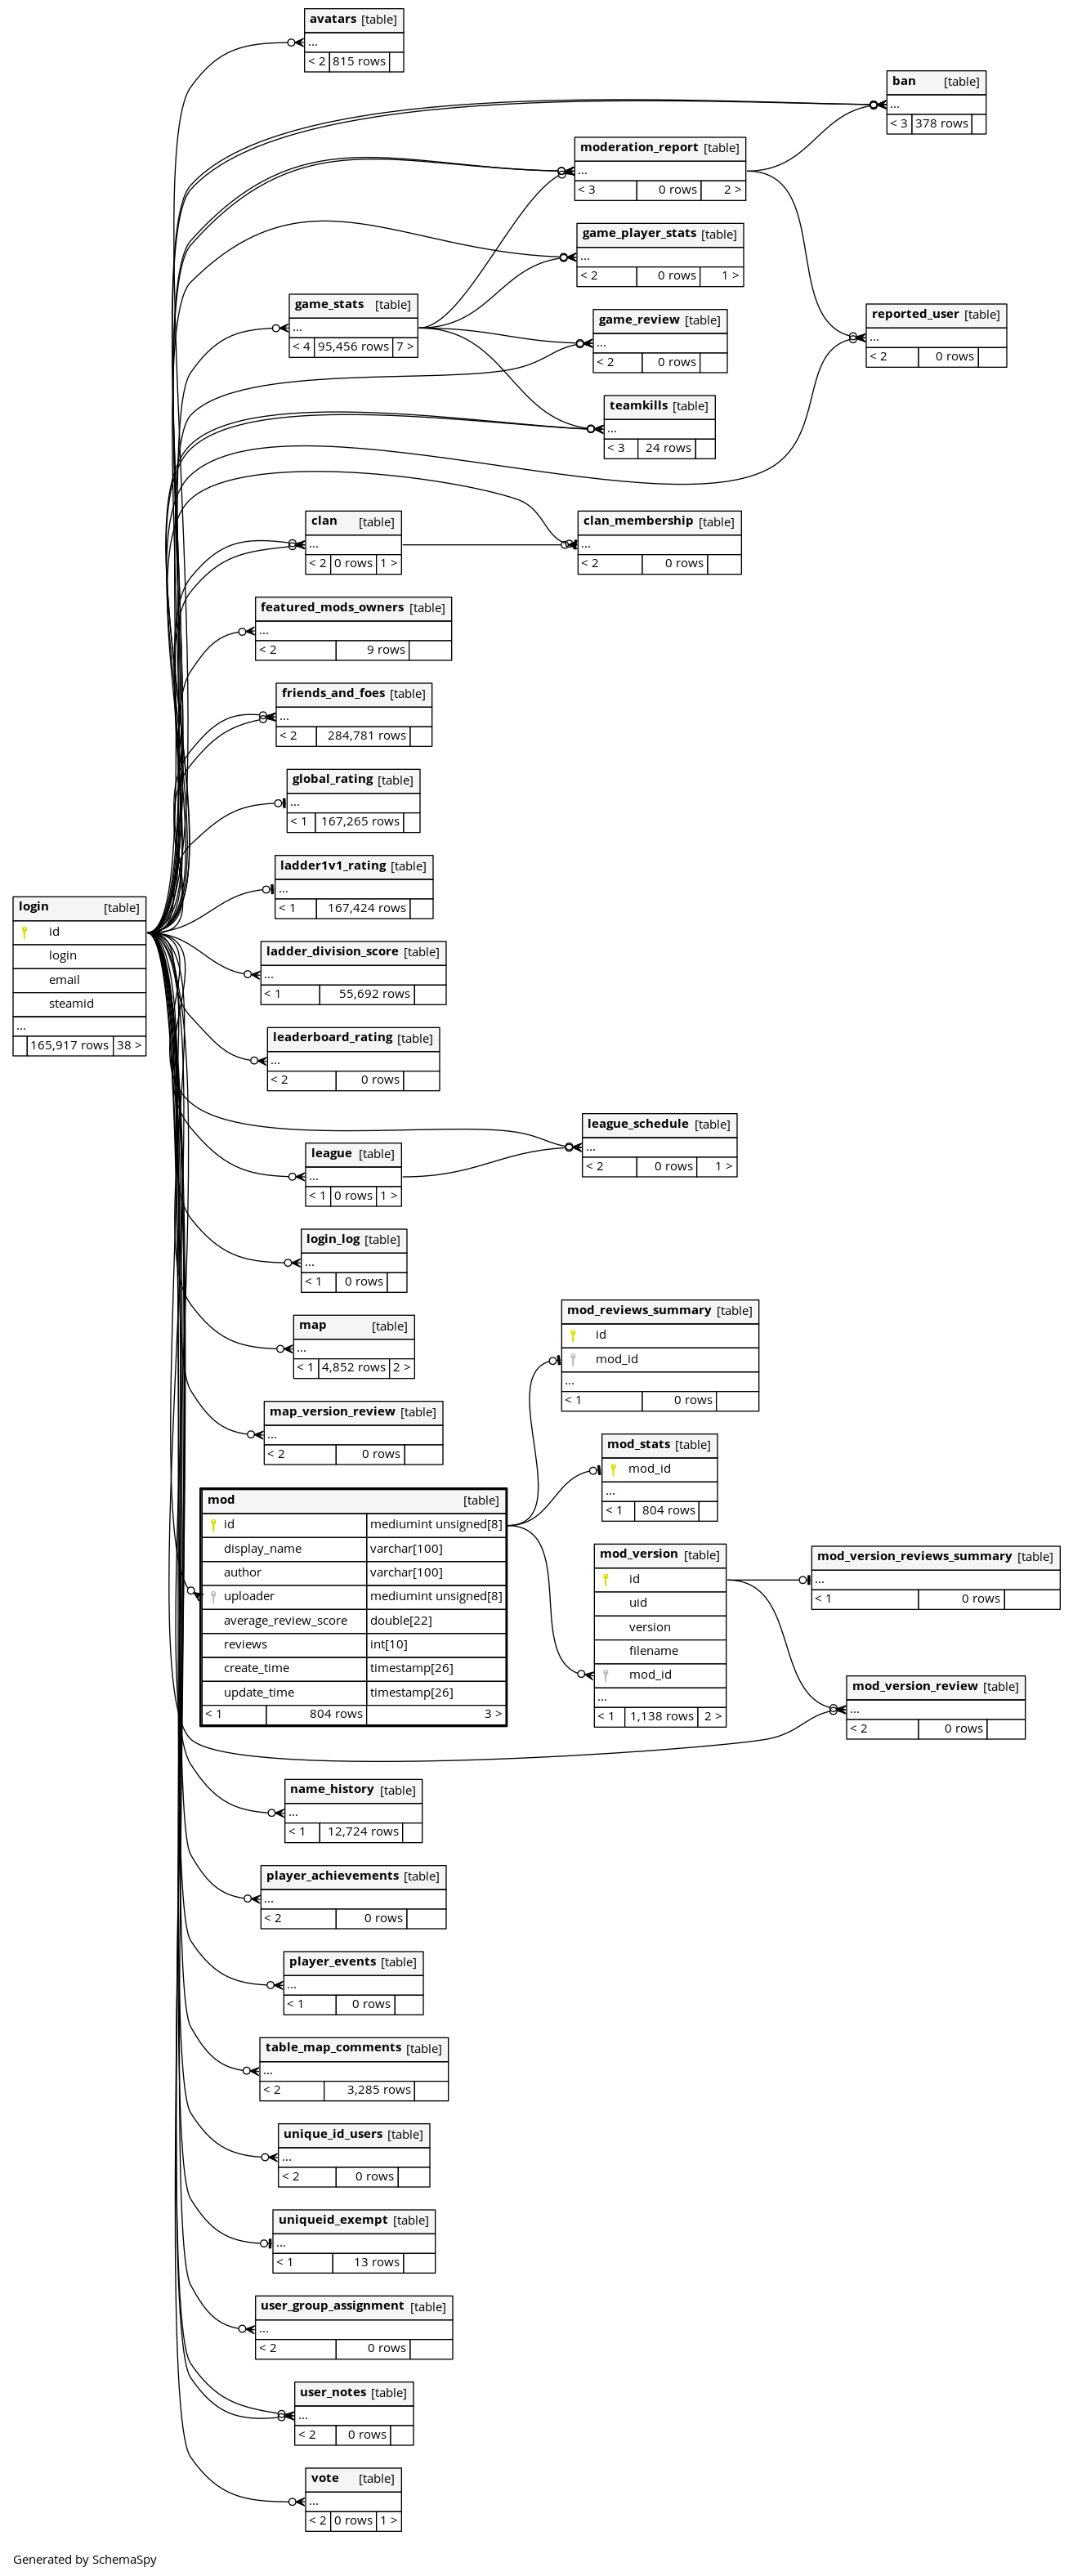 avatars [table]
...
< 2 815 rows
ban [table]
...
< 3 378 rows
moderation_report [table]
...
< 3 0 rows 2 >
game_player_stats [table]
...
< 2 0 rows 1 >
game_stats [table]
...
< 4 95,456 rows 7 >
game_review [table]
...
< 2 0 rows
reported_user [table]
...
< 2 0 rows
teamkills [table]
...
< 3 24 rows
clan [table]
...
< 2 0 rows 1 >
clan_membership [table]
...
< 2 0 rows
featured_mods_owners [table]
...
< 2 9 rows
friends_and_foes [table]
...
< 2 284,781 rows
global_rating [table]
...
< 1 167,265 rows
ladder1v1_rating [table]
...
< 1 167,424 rows
login [table]
id
login
email
steamid
...
165,917 rows 38 >
ladder_division_score [table]
...
< 1 55,692 rows
leaderboard_rating [table]
...
< 2 0 rows
league_schedule [table]
...
< 2 0 rows 1 >
league [table]
...
< 1 0 rows 1 >
login_log [table]
...
< 1 0 rows
map [table]
...
< 1 4,852 rows 2 >
mod_reviews_summary [table]
id
mod_id
...
< 1 0 rows
map_version_review [table]
...
< 2 0 rows
mod_stats [table]
mod_id
...
< 1 804 rows
mod [table]
id mediumint unsigned[8]
display_name varchar[100]
author varchar[100]
uploader mediumint unsigned[8]
average_review_score double[22]
reviews int[10]
create_time timestamp[26]
update_time timestamp[26]
< 1 804 rows 3 >
mod_version [table]
id
uid
version
filename
mod_id
...
< 1 1,138 rows 2 >
mod_version_reviews_summary [table]
...
< 1 0 rows
mod_version_review [table]
...
< 2 0 rows
name_history [table]
...
< 1 12,724 rows
player_achievements [table]
...
< 2 0 rows
player_events [table]
...
< 1 0 rows
table_map_comments [table]
...
< 2 3,285 rows
unique_id_users [table]
...
< 2 0 rows
uniqueid_exempt [table]
...
< 1 13 rows
user_group_assignment [table]
...
< 2 0 rows
user_notes [table]
...
< 2 0 rows
vote [table]
...
< 2 0 rows 1 >
Generated by SchemaSpy